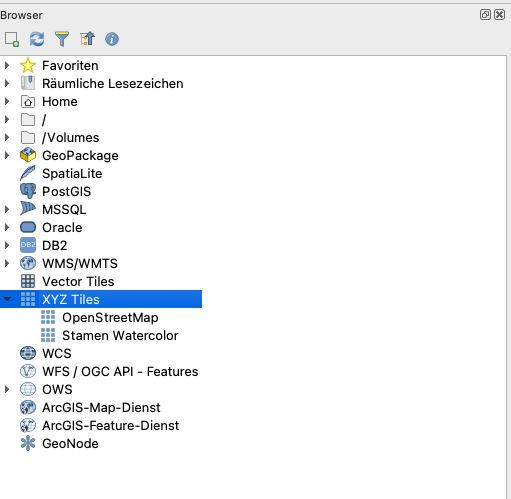 Browser
Favoriten
Räumliche Lesezeichen
Home
/
/Volumes
GeoPackage
SpatiaLite
PostGIS
MSSQL
Oracle
DB2 DB2
WMS/WMTS
Vector Tiles
XYZ Tiles
OpenStreetMap
Stamen Watercolor
WCS
WFS / OGC API - Features
OWS
ArcGIS-Map-Dienst
ArcGIS-Feature-Dienst
GeoNode